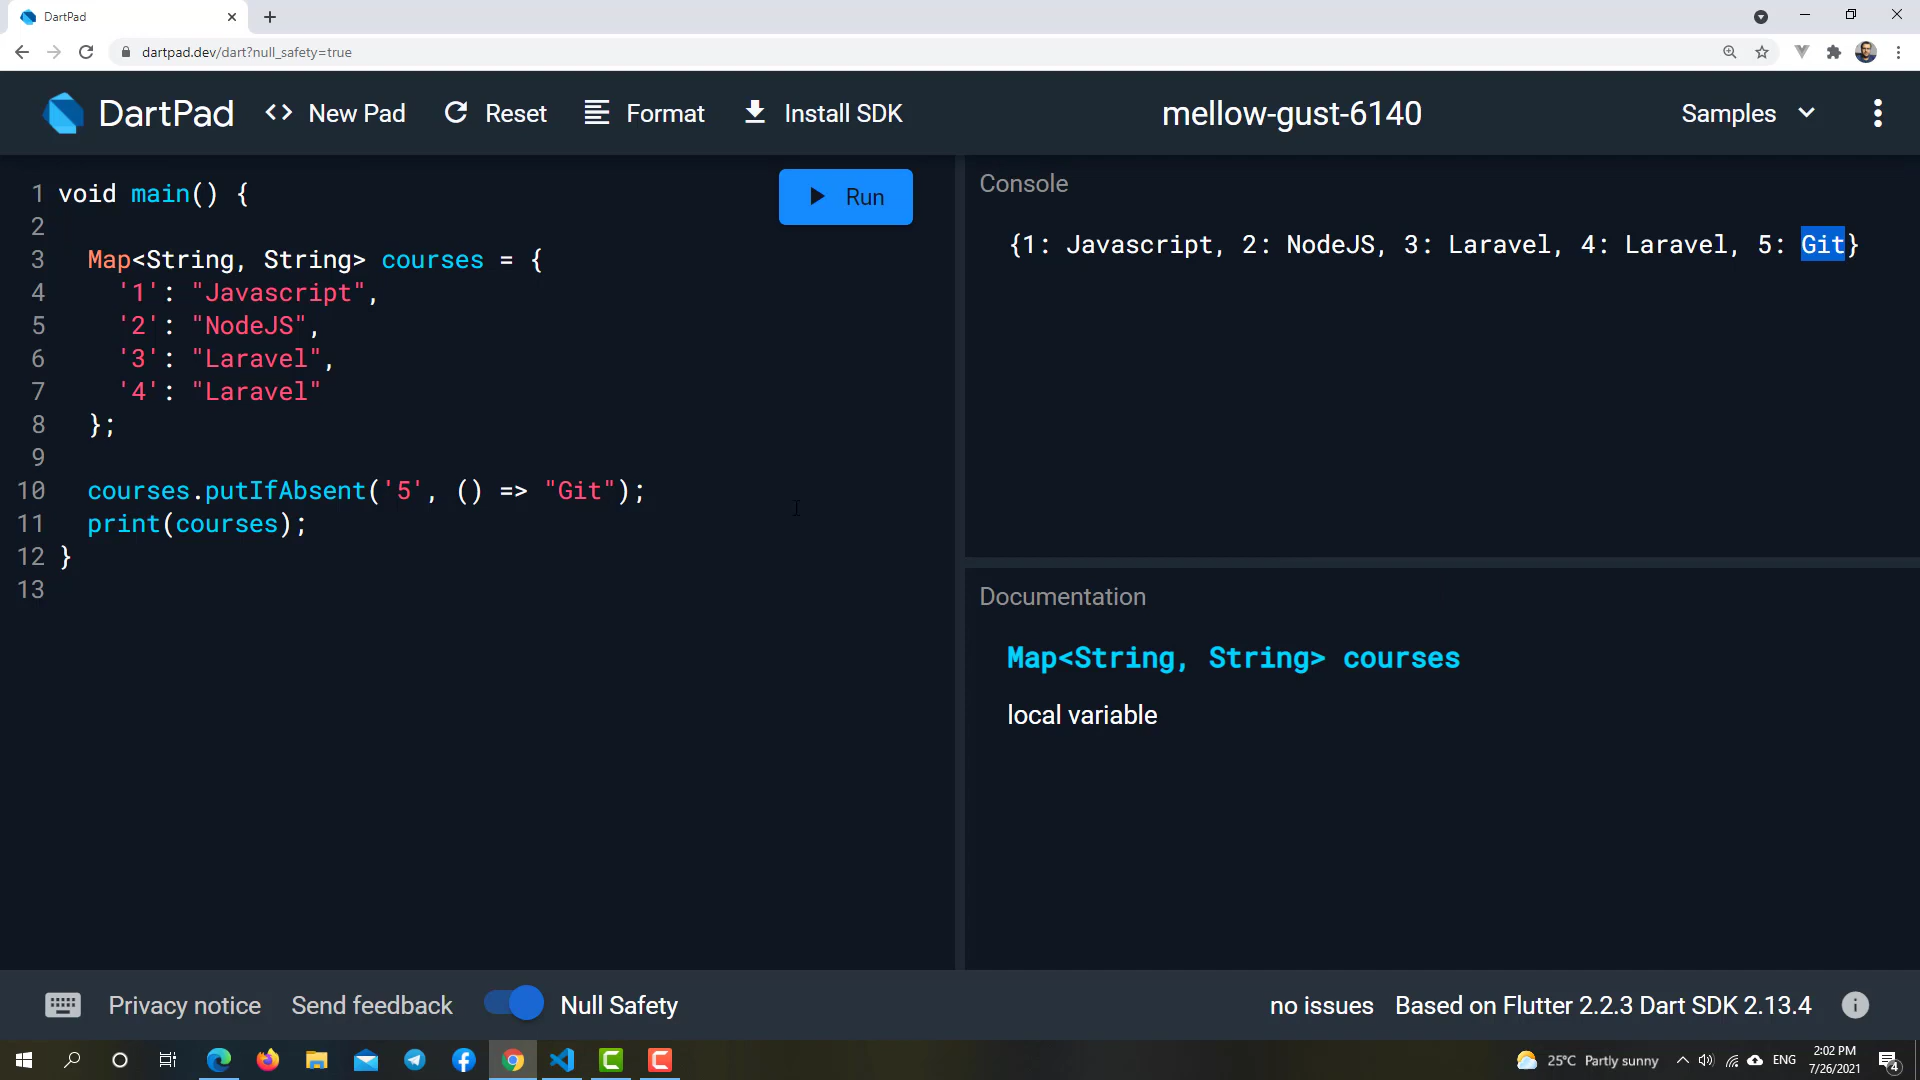 DartPad
dartpad.dev/dart?null_safety=true
DartPad
<> New Pad
Reset
Format
Install SDK
mellow-gust-6140
Samples
1 void main() {
2
3 Map<String, String> courses = {
4 '1': "Javascript",
5 '2': "NodeJS",
6 '3': "Laravel",
7 '4': "Laravel"
8 };
9
10 courses.putIfAbsent('5', () => "Git");
11 print(courses);
12 }
13
Run
Console
{1: Javascript, 2: NodeJS, 3: Laravel, 4: Laravel, 5: Git}
Documentation
Map<String, String> courses
local variable
Privacy notice
Send feedback
Null Safety
no issues
Based on Flutter 2.2.3 Dart SDK 2.13.4
25°C Partly sunny
ENG
2:02 PM
7/26/2021
4